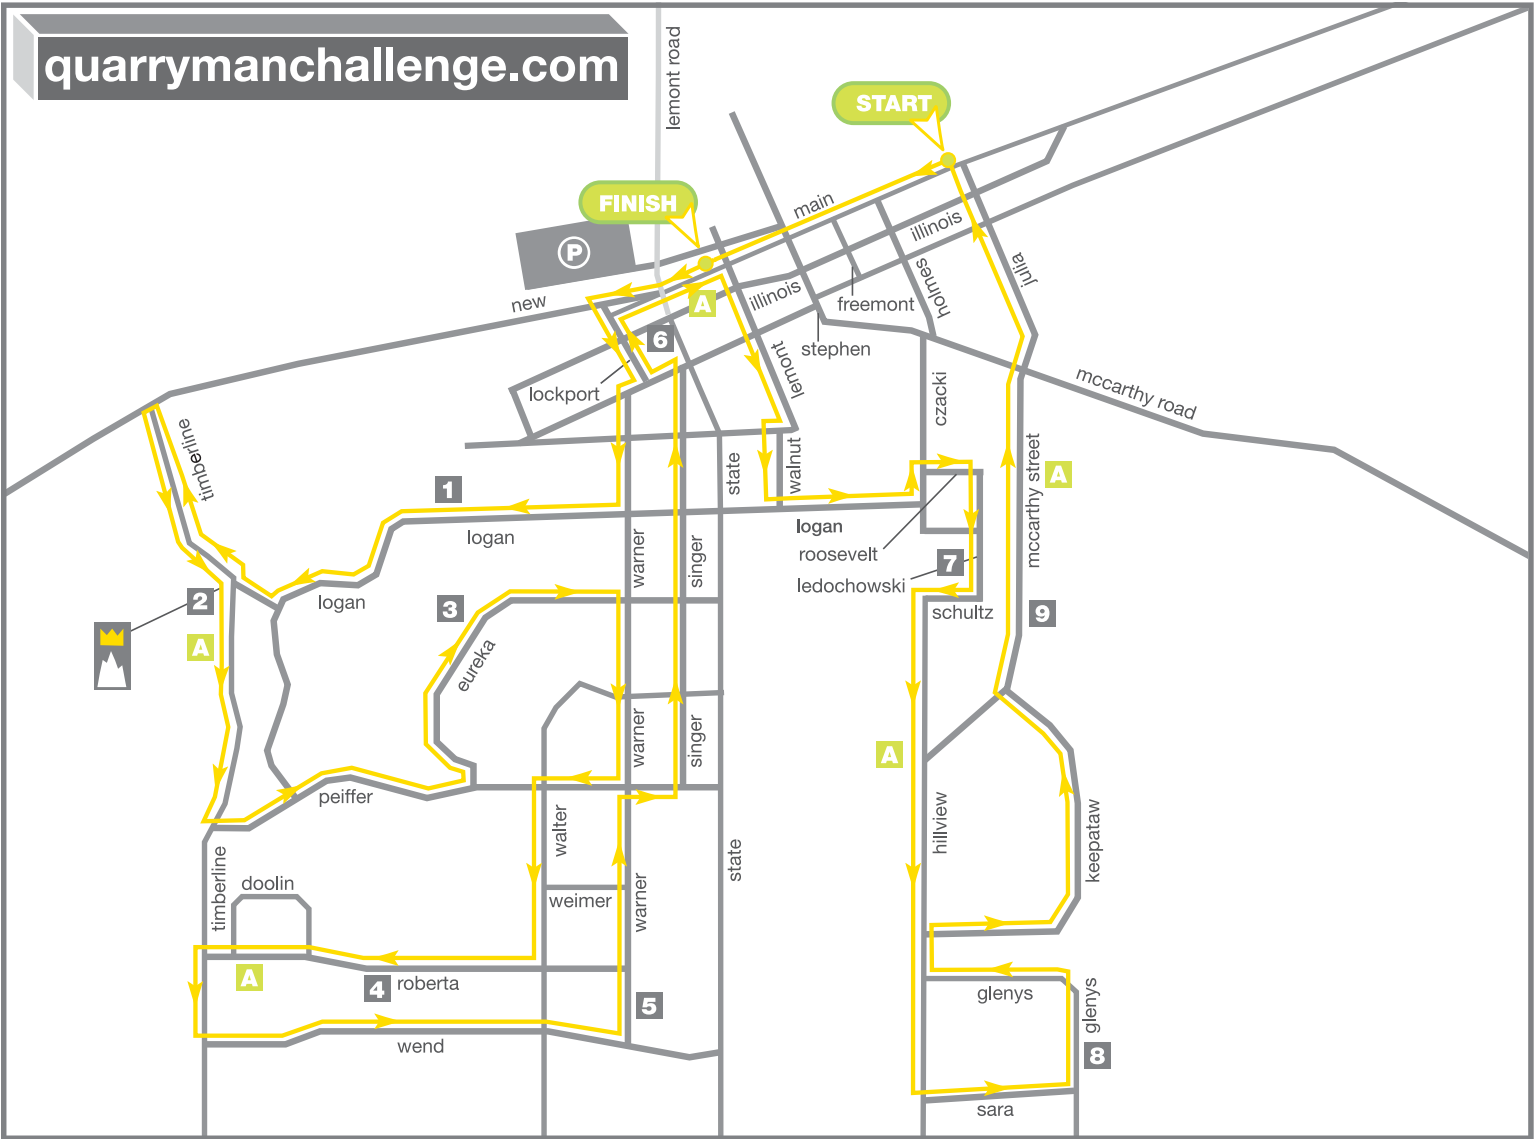 quarrymanchallenge.com
lemont road
START
FINISH
P
main
illinois
julia
holmes
new
A
illinois
freemont
6
stephen
lemont
lockport
mccarthy road
czacki
timberline
walnut
state
mccarthy street
A
1
logan
logan
roosevelt
warner
singer
7
ledochowski
2
logan
3
schultz
9
A
eureka
warner
singer
A
peiffer
walter
hillview
keepataw
timberline
doolin
state
weimer
warner
A
4
roberta
5
glenys
glenys
wend
8
sara